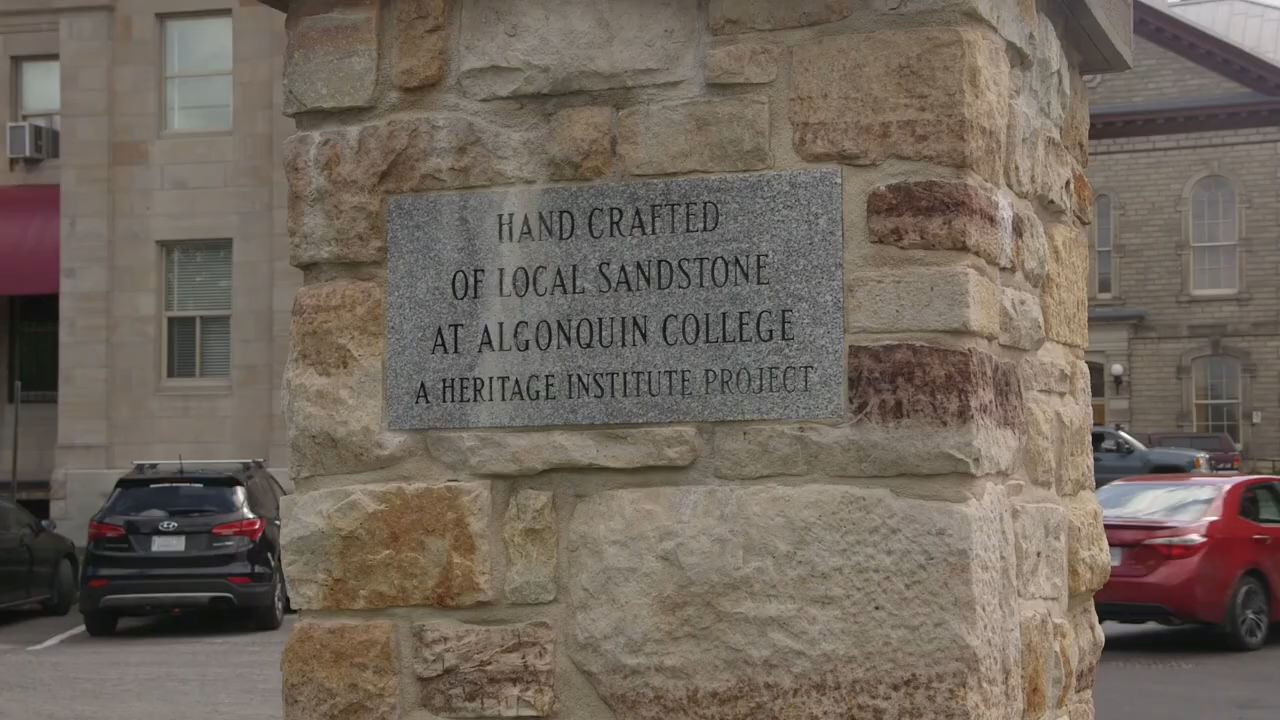 HAND CRAFTED
OF LOCAL SANDSTONE
AT ALGONQUIN COLLEGE
A HERITAGE INSTITUTE PROJECT